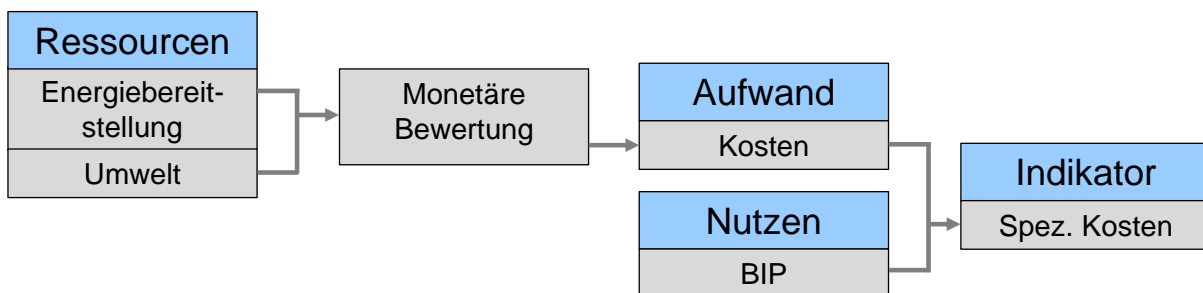 Ressourcen
Energiebereit-
stellung
Umwelt
Monetäre
Bewertung
Aufwand
Kosten
Nutzen
BIP
Indikator
Spez. Kosten